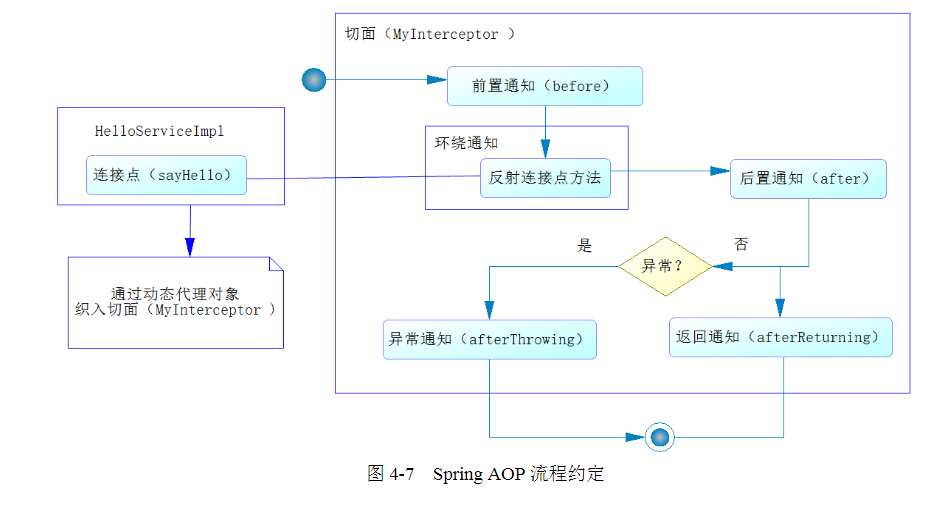 切面（MyInterceptor ）
前置通知（before）
HelloServiceImpl
连接点（sayHello）
环绕通知
反射连接点方法
后置通知（after）
是
异常？
否
通过动态代理对象
织入切面（MyInterceptor ）
异常通知（afterThrowing）
返回通知（afterReturning）
图 4-7 Spring AOP 流程约定